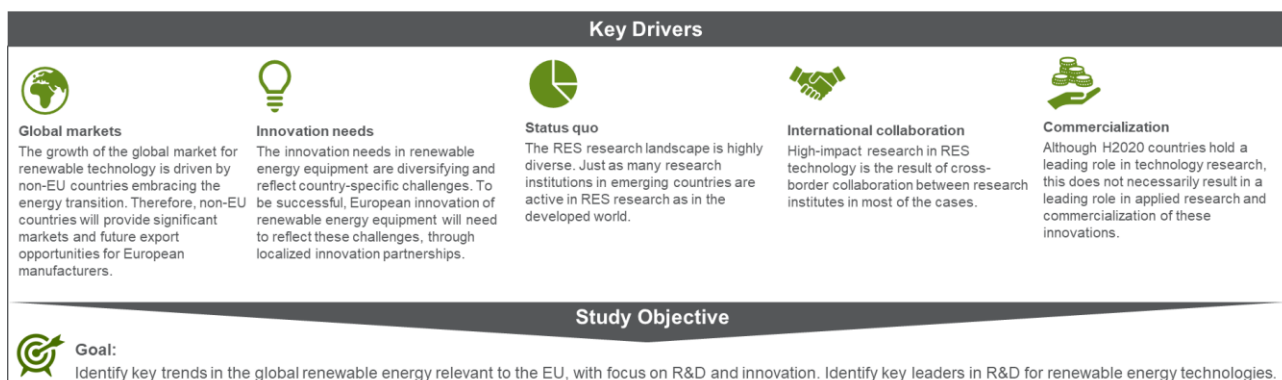 Key Drivers
Global markets
The growth of the global market for
renewable technology is driven by
non-EU countries embracing the
energy transition. Therefore, non-EU
countries will provide significant
markets and future export
opportunities for European
manufacturers.
Innovation needs
The innovation needs in renewable
energy equipment are diversifying and
reflect country-specific challenges. To
be successful, European innovation of
renewable energy equipment will need
to reflect these challenges, through
localized innovation partnerships.
Status quo
The RES research landscape is highly
diverse. Just as many research
institutions in emerging countries are
active in RES research as in the
developed world.
International collaboration
High-impact research in RES
technology is the result of cross-
border collaboration between research
institutes in most of the cases.
Commercialization
Although H2020 countries hold a
leading role in technology research,
this does not necessarily result in a
leading role in applied research and
commercialization of these
innovations.
Study Objective
Goal:
Identify key trends in the global renewable energy relevant to the EU, with focus on R&D and innovation. Identify key leaders in R&D for renewable energy technologies.